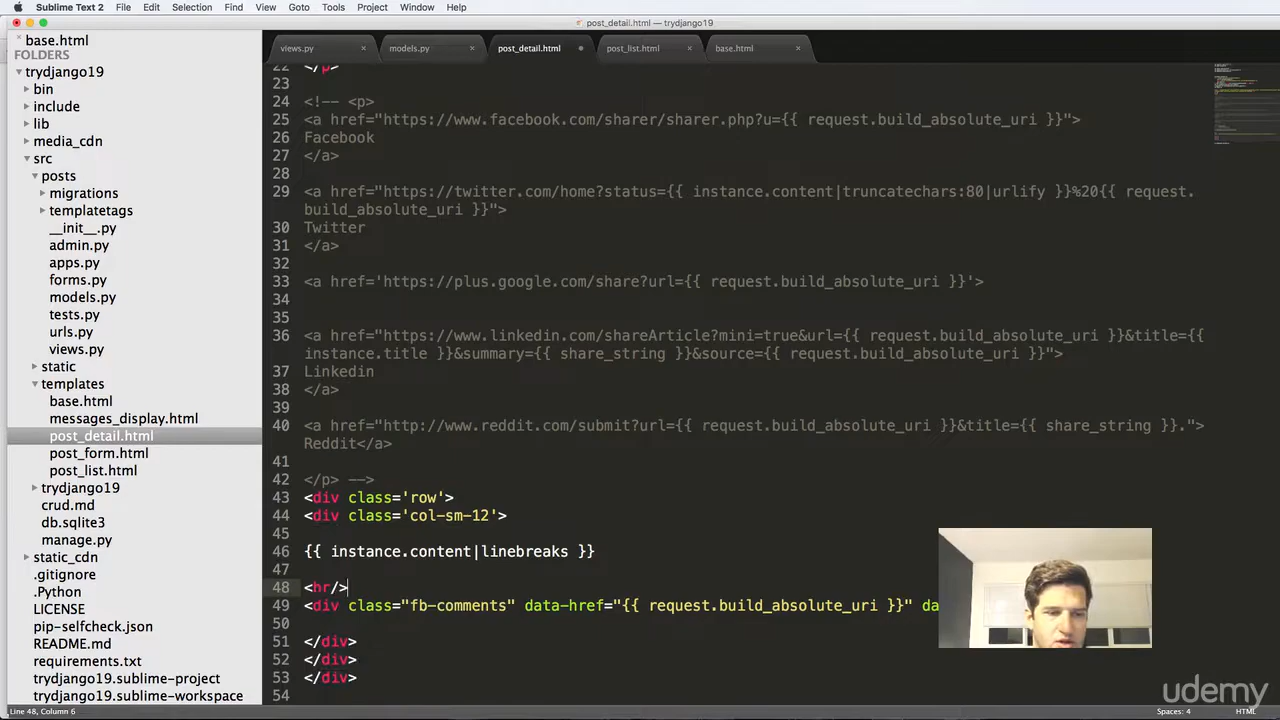 Sublime Text 2 File Edit Selection Find View Goto Tools Project Window Help
post_detail.html — trydjango19
base.html
FOLDERS
trydjango19
bin
include
lib
media_cdn
src
posts
migrations
templatetags
__init__.py
admin.py
apps.py
forms.py
models.py
tests.py
urls.py
views.py
static
templates
base.html
messages_display.html
post_detail.html
post_form.html
post_list.html
trydjango19
crud.md
db.sqlite3
manage.py
static_cdn
.gitignore
.Python
LICENSE
pip-selfcheck.json
README.md
requirements.txt
trydjango19.sublime-project
trydjango19.sublime-workspace
views.py models.py post_detail.html post_list.html base.html
22 </p>
23
24 <!-- <p>
25 <a href="https://www.facebook.com/sharer/sharer.php?u={{ request.build_absolute_uri }}">
26 Facebook
27 </a>
28
29 <a href="https://twitter.com/home?status={{ instance.content|truncatechars:80|urlify }}%20{{ request.
build_absolute_uri }}">
30 Twitter
31 </a>
32
33 <a href='https://plus.google.com/share?url={{ request.build_absolute_uri }}'>
34
35
36 <a href="https://www.linkedin.com/shareArticle?mini=true&url={{ request.build_absolute_uri }}&title={{
instance.title }}&summary={{ share_string }}&source={{ request.build_absolute_uri }}">
37 Linkedin
38 </a>
39
40 <a href="http://www.reddit.com/submit?url={{ request.build_absolute_uri }}&title={{ share_string }}.">
Reddit</a>
41
42 </p> -->
43 <div class='row'>
44 <div class='col-sm-12'>
45
46 {{ instance.content|linebreaks }}
47
48 <hr/>
49 <div class="fb-comments" data-href="{{ request.build_absolute_uri }}" da
50
51 </div>
52 </div>
53 </div>
54
udemy
Line 48, Column 6 Spaces: 4 HTML